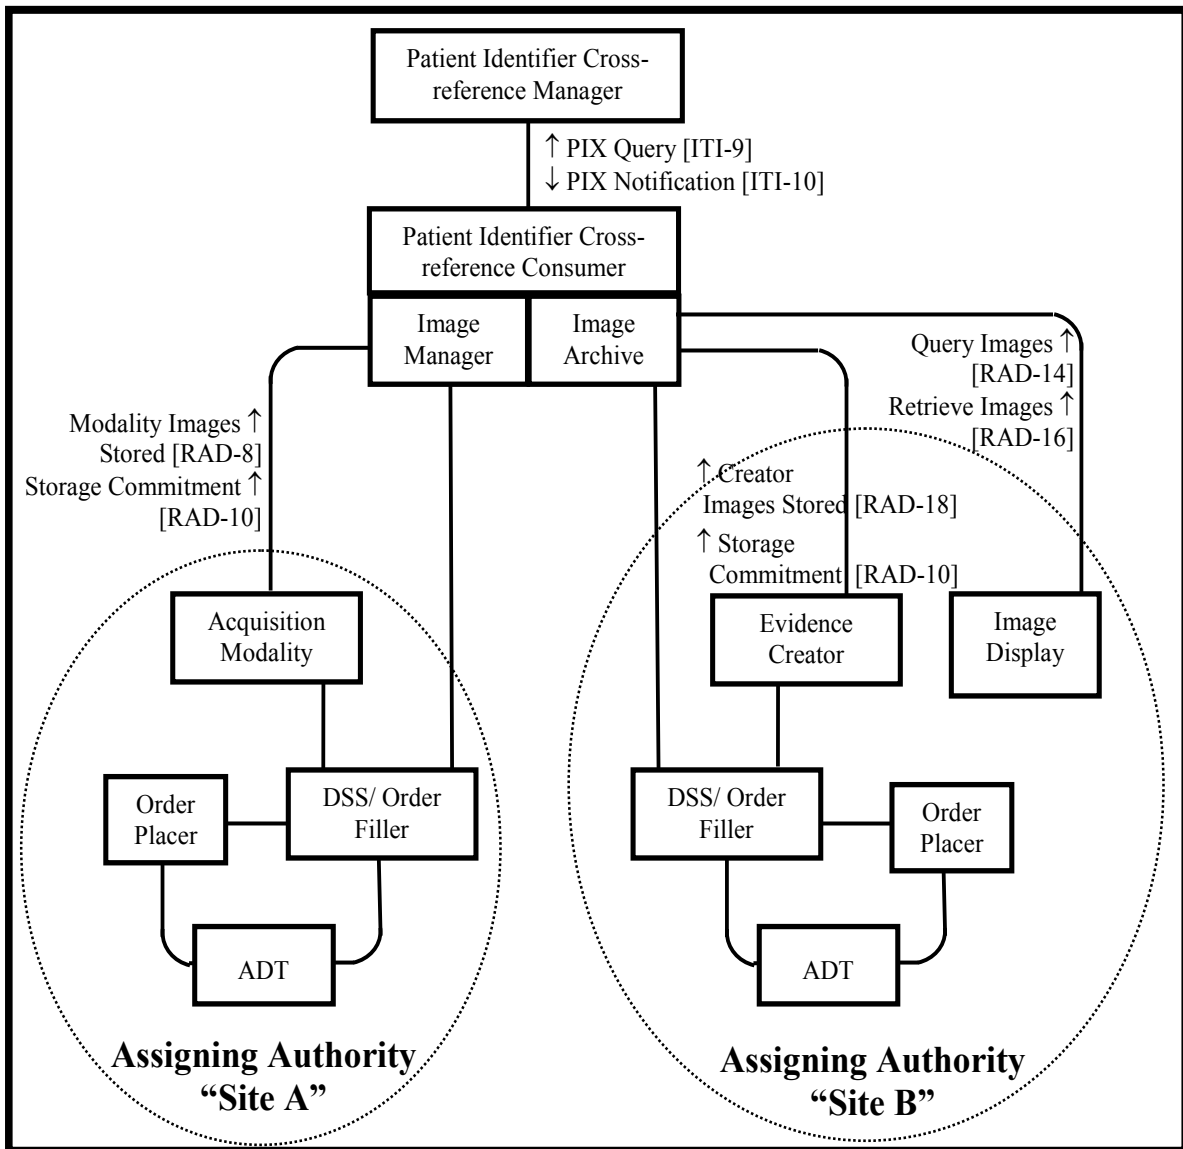 Patient Identifier Cross-
reference Manager
↑ PIX Query [ITI-9]
↓ PIX Notification [ITI-10]
Patient Identifier Cross-
reference Consumer
Image
Manager
Image
Archive
Query Images ↑
[RAD-14]
Retrieve Images ↑
[RAD-16]
Modality Images ↑
Stored [RAD-8]
Storage Commitment ↑
[RAD-10]
↑ Creator
Images Stored [RAD-18]
↑ Storage
Commitment [RAD-10]
Acquisition
Modality
Evidence
Creator
Image
Display
Order
Placer
DSS/ Order
Filler
DSS/ Order
Filler
Order
Placer
ADT
ADT
Assigning Authority
“Site A”
Assigning Authority
“Site B”